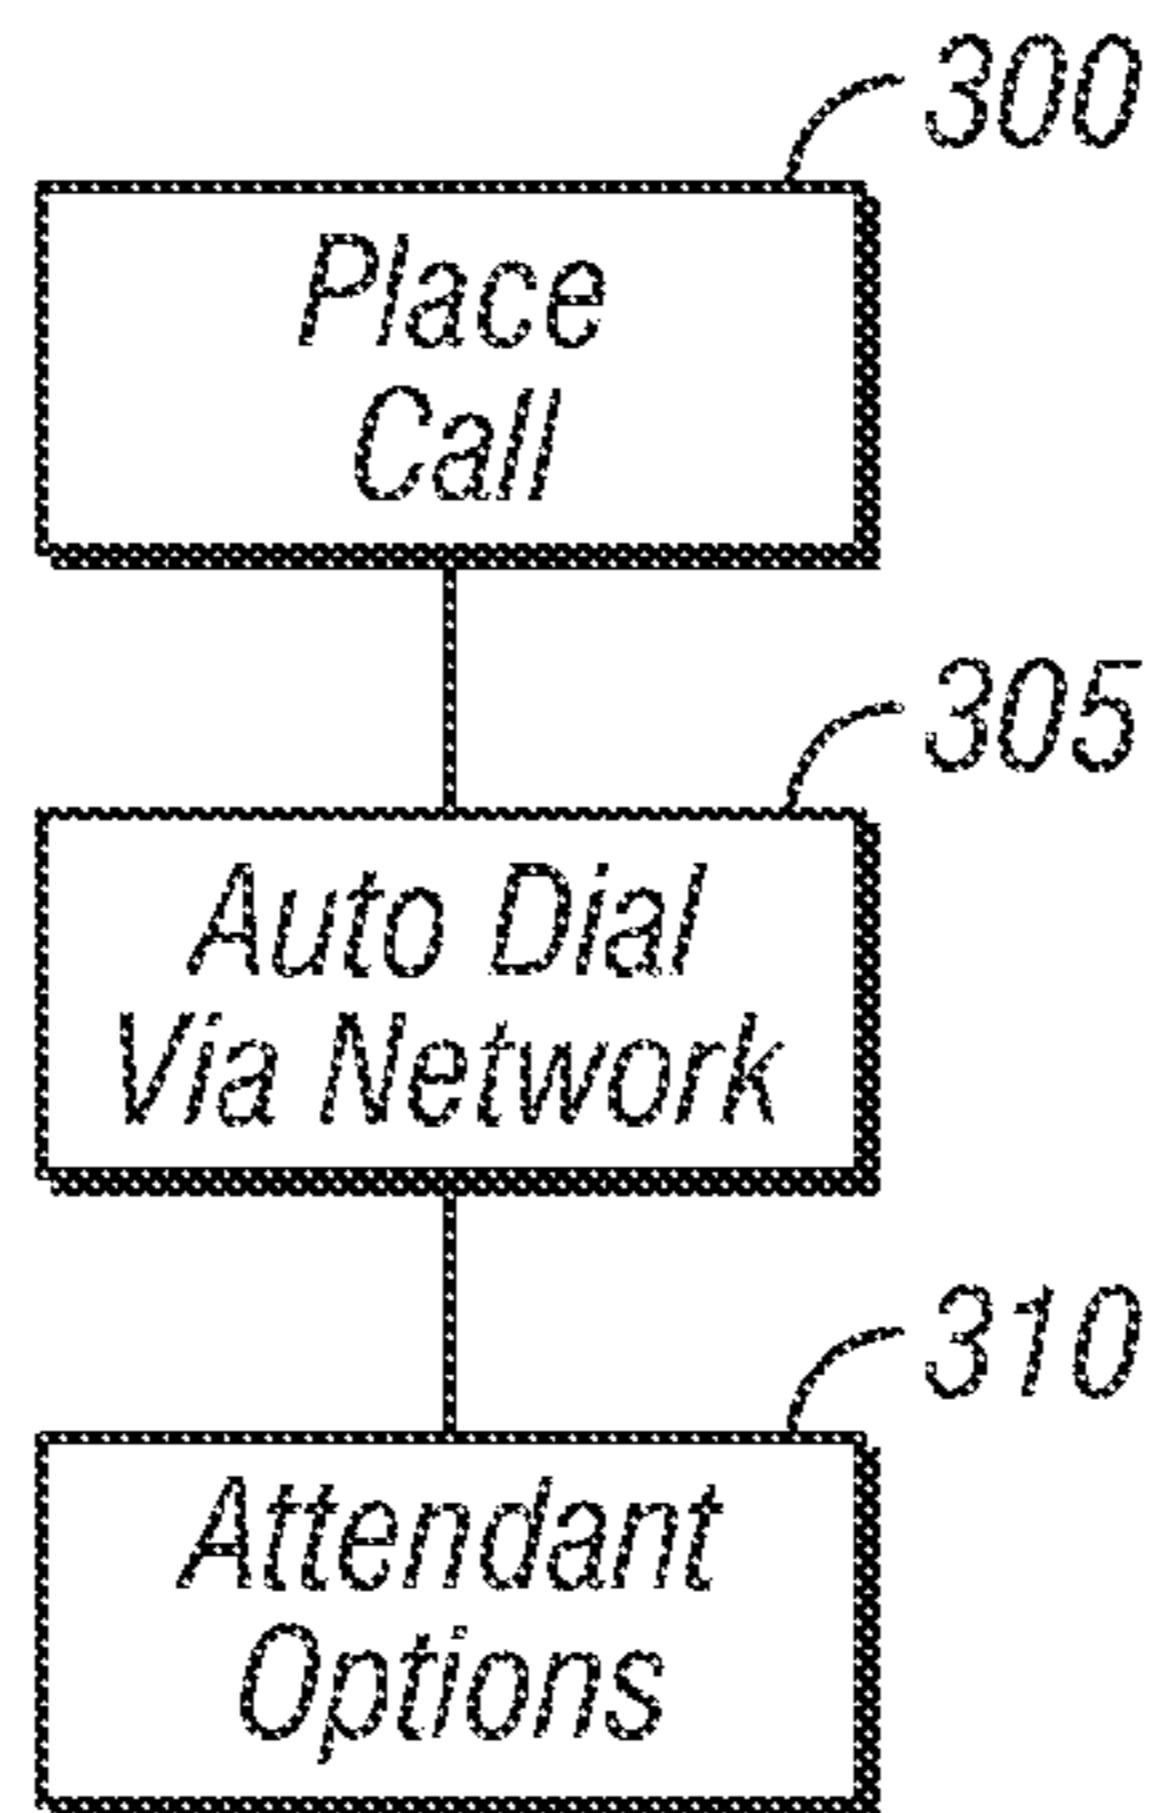 300
Place
Call
305
Auto Dial
Via Network
310
Attendant
Options